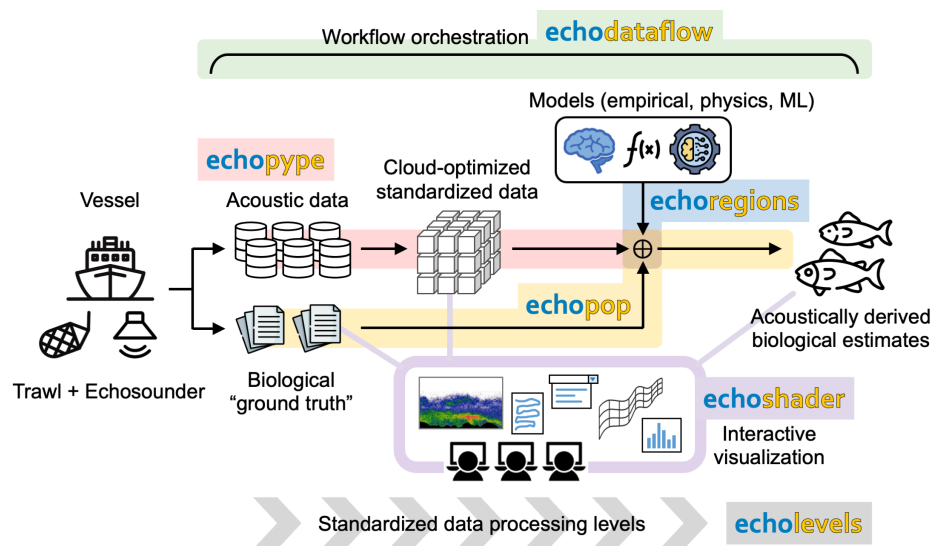 Workflow orchestration echodataflow
Models (empirical, physics, ML)
f(x)
echopype
Cloud-optimized
standardized data
echoregions
Vessel
Acoustic data
echopop
Acoustically derived
biological estimates
Trawl + Echosounder
Biological
“ground truth”
echoshader
Interactive
visualization
Standardized data processing levels
echolevels